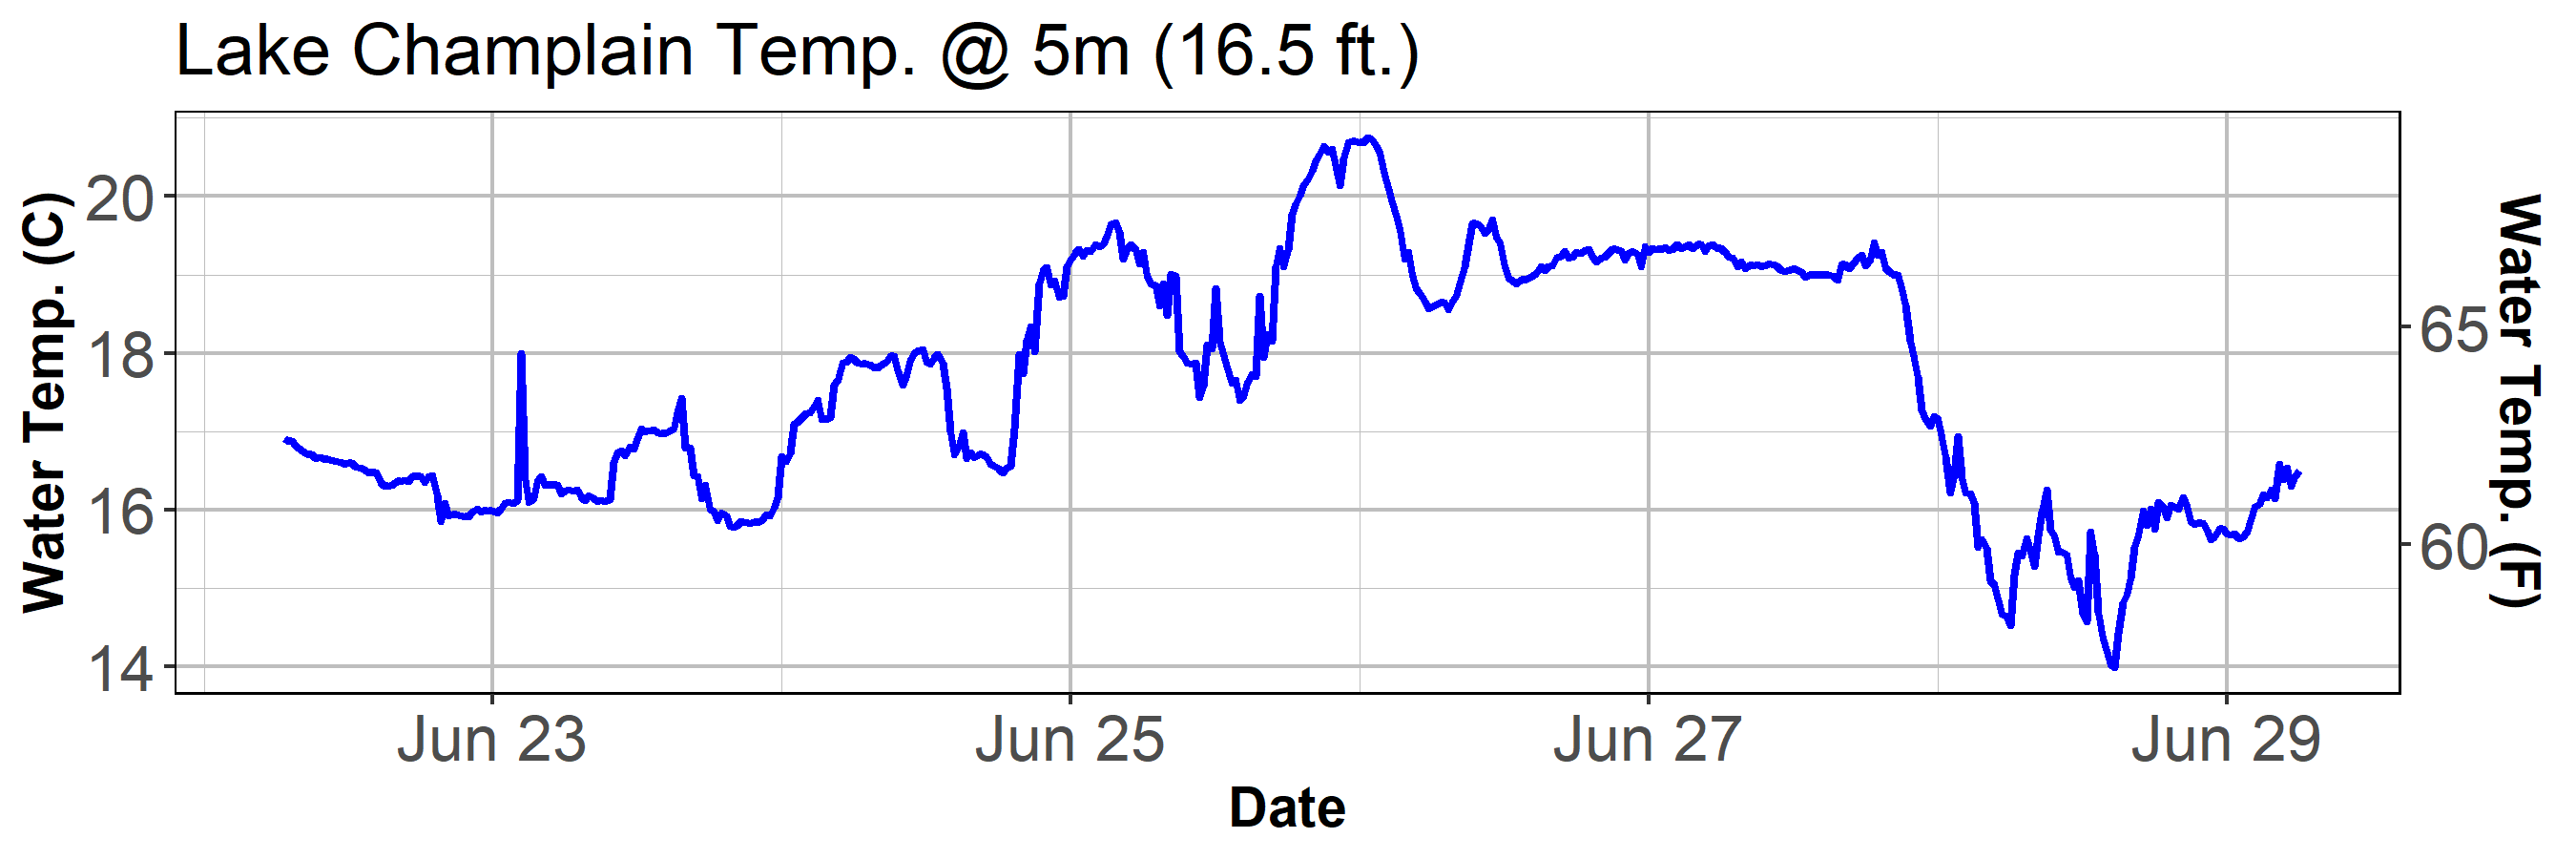 Lake Champlain Temp. @ 5m (16.5 ft.)
Water Temp. (C)
20
18
16
14
65
60
Water Temp. (F)
Jun 23 Jun 25 Jun 27 Jun 29
Date